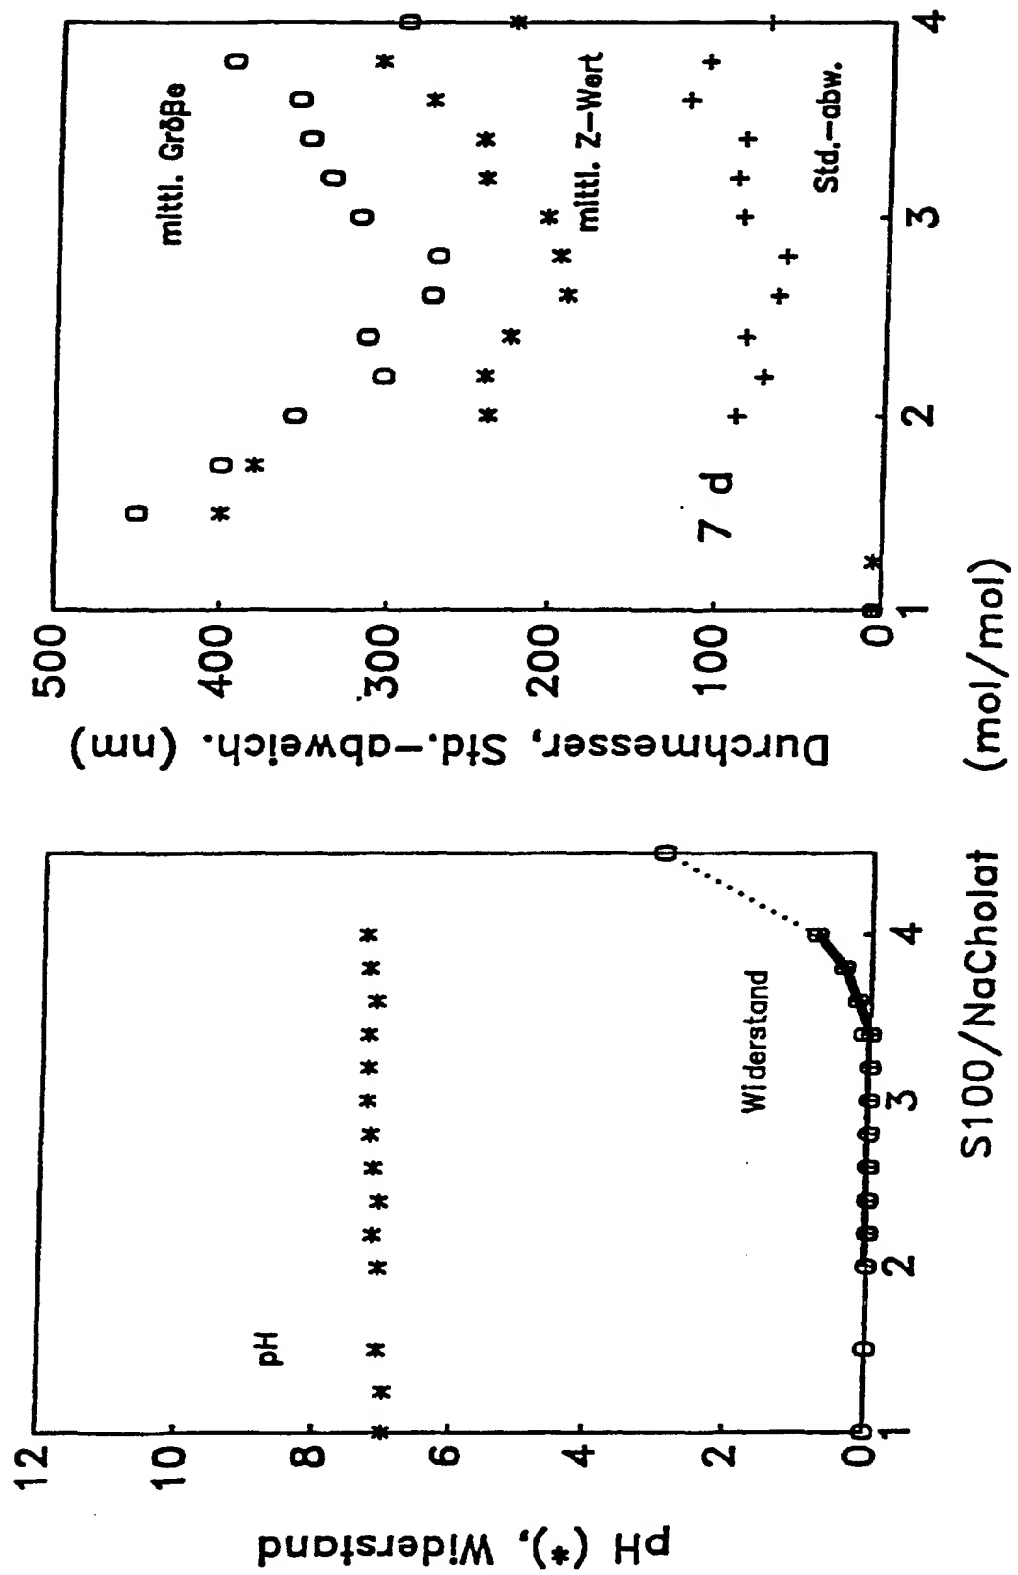 pH (*), Widerstand
12
10
8
6
4
2
0
pH
Widerstand
1
2
3
4
Durchmesser, Std.-abweich. (nm)
500
400
300
200
100
0
mittl. Größe
mittl. Z-Wert
Std.-abw.
7 d
1
2
3
4
S100/NaCholat (mol/mol)